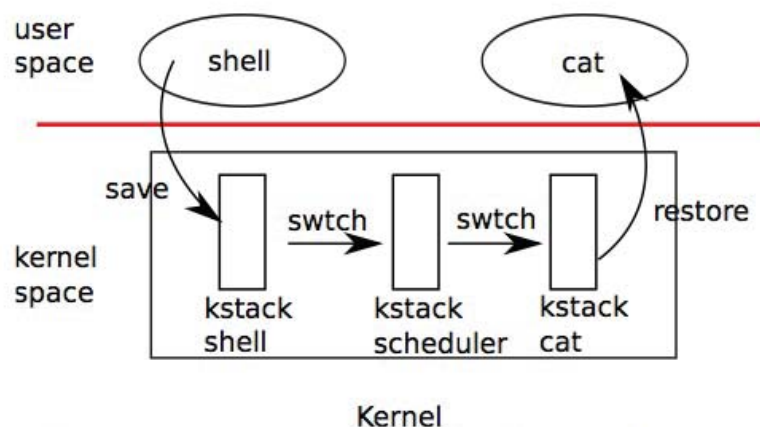 user
space
shell
cat
save
swtch
swtch
restore
kernel
space
kstack
shell
kstack
scheduler
kstack
cat
Kernel